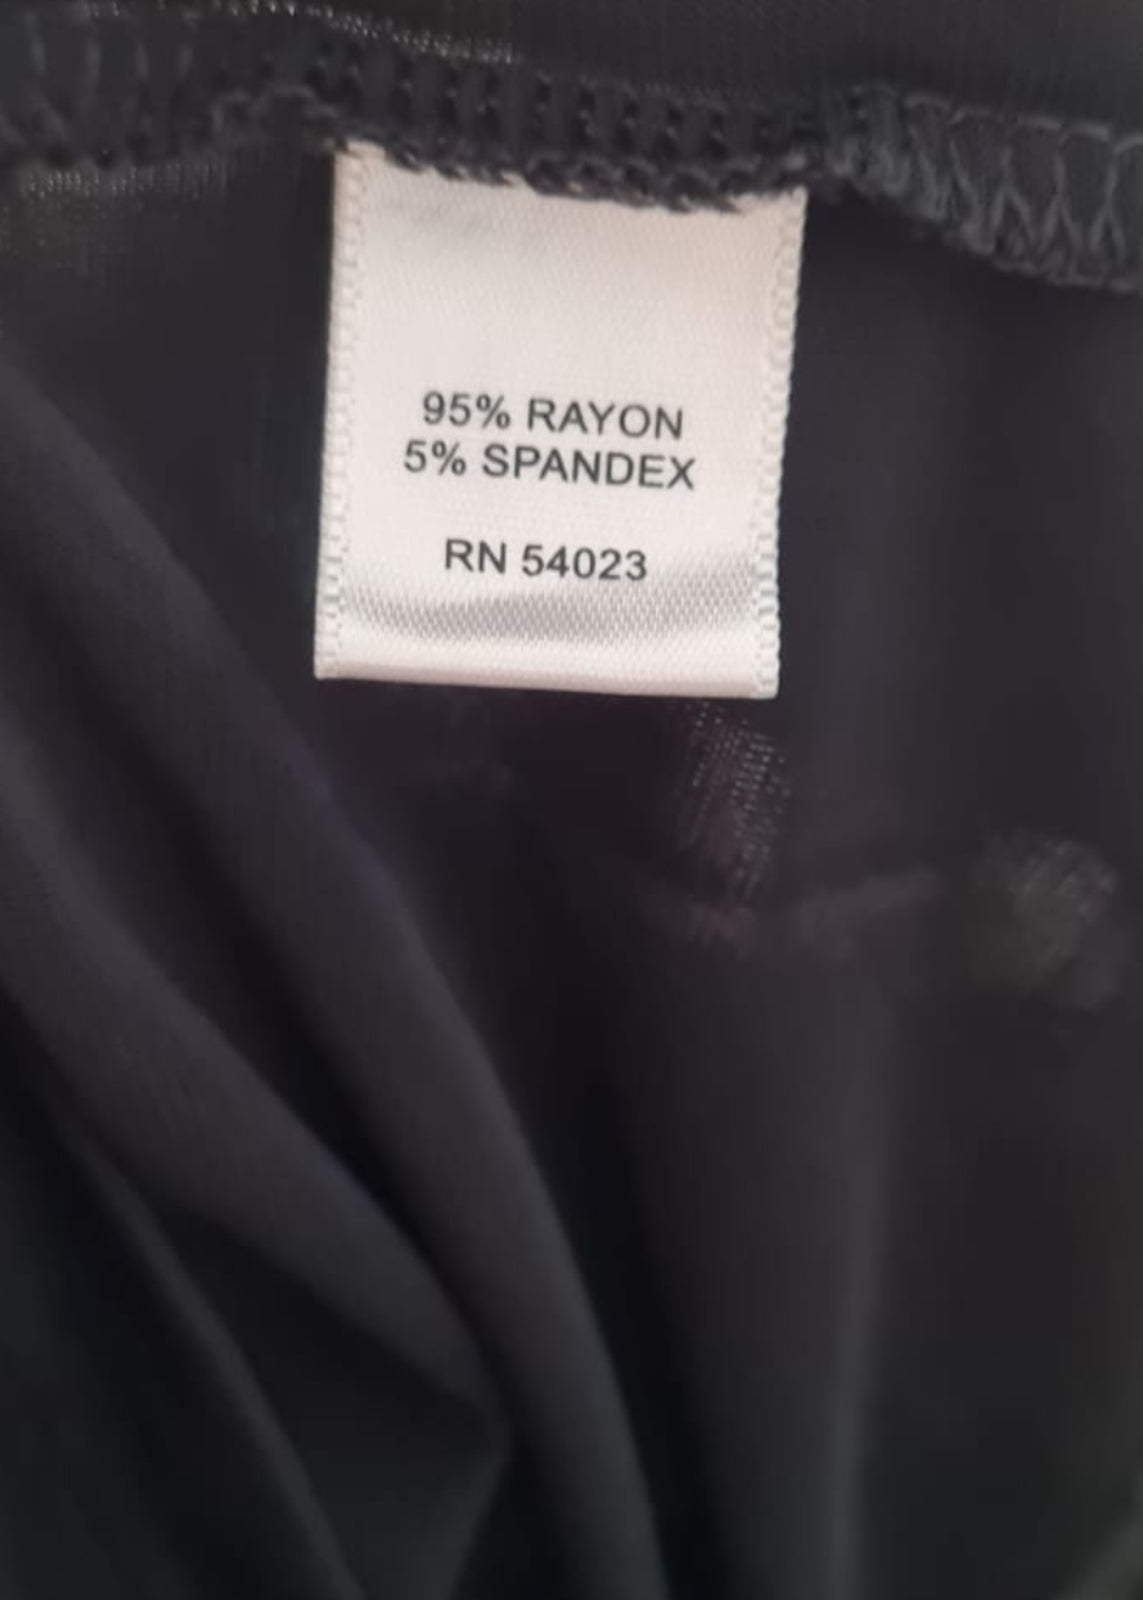 95% RAYON
5% SPANDEX
RN 54023